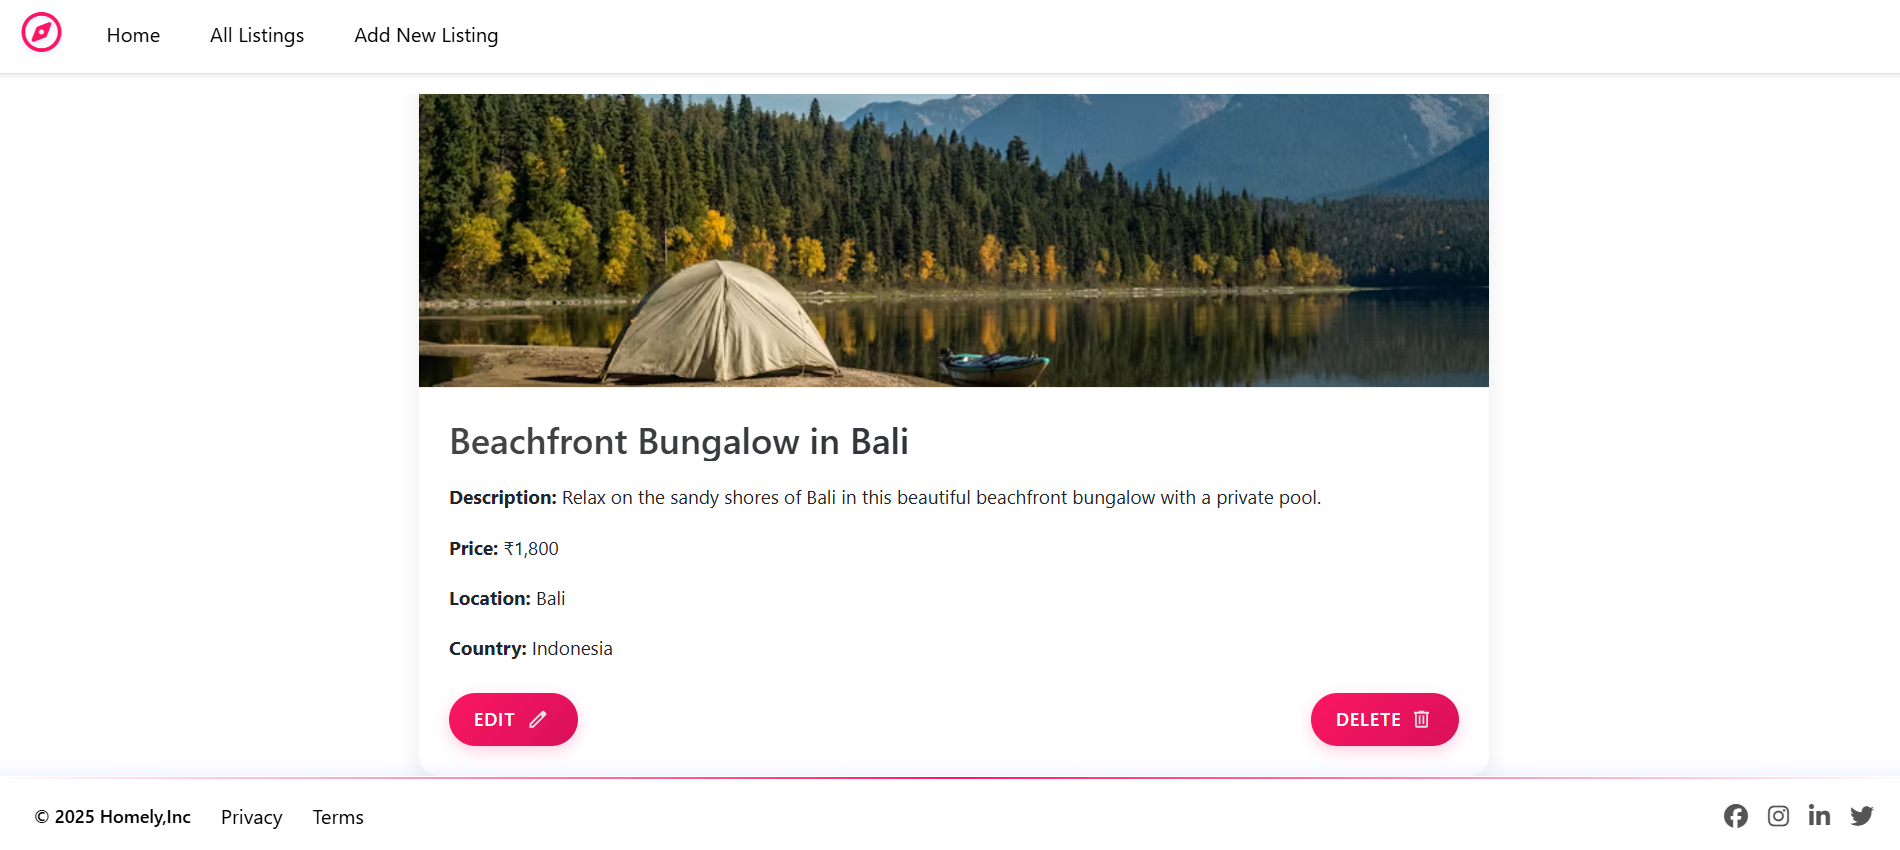 Home All Listings Add New Listing
Beachfront Bungalow in Bali
Description: Relax on the sandy shores of Bali in this beautiful beachfront bungalow with a private pool.
Price: ₹1,800
Location: Bali
Country: Indonesia
EDIT DELETE
© 2025 Homely,Inc Privacy Terms